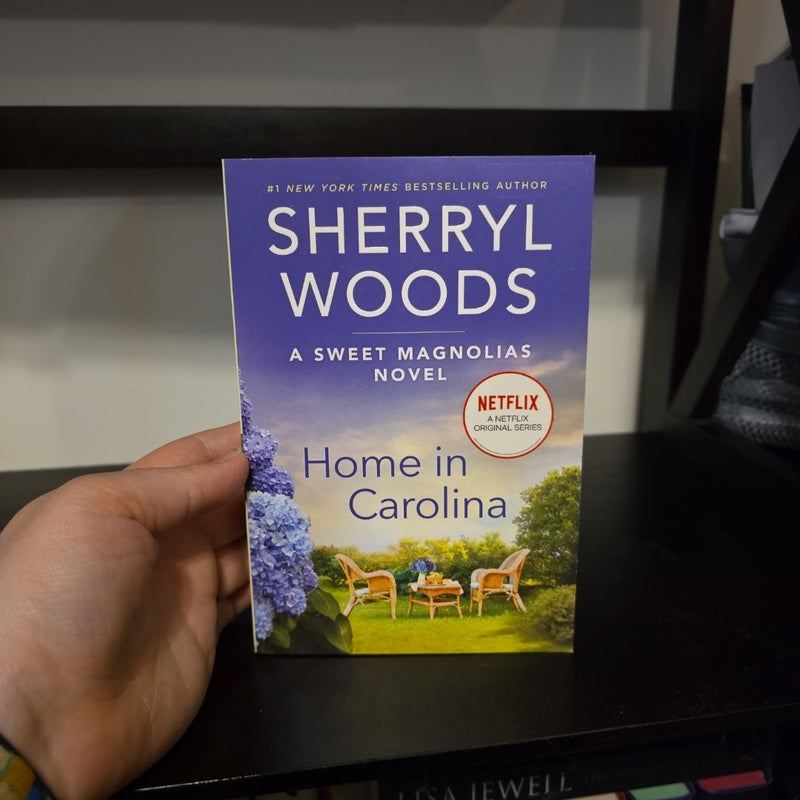 #1 NEW YORK TIMES BESTSELLING AUTHOR
SHERRYL
WOODS
A SWEET MAGNOLIAS
NOVEL
NETFLIX
A NETFLIX
ORIGINAL SERIES
Home in
Carolina
LISA JEWELL